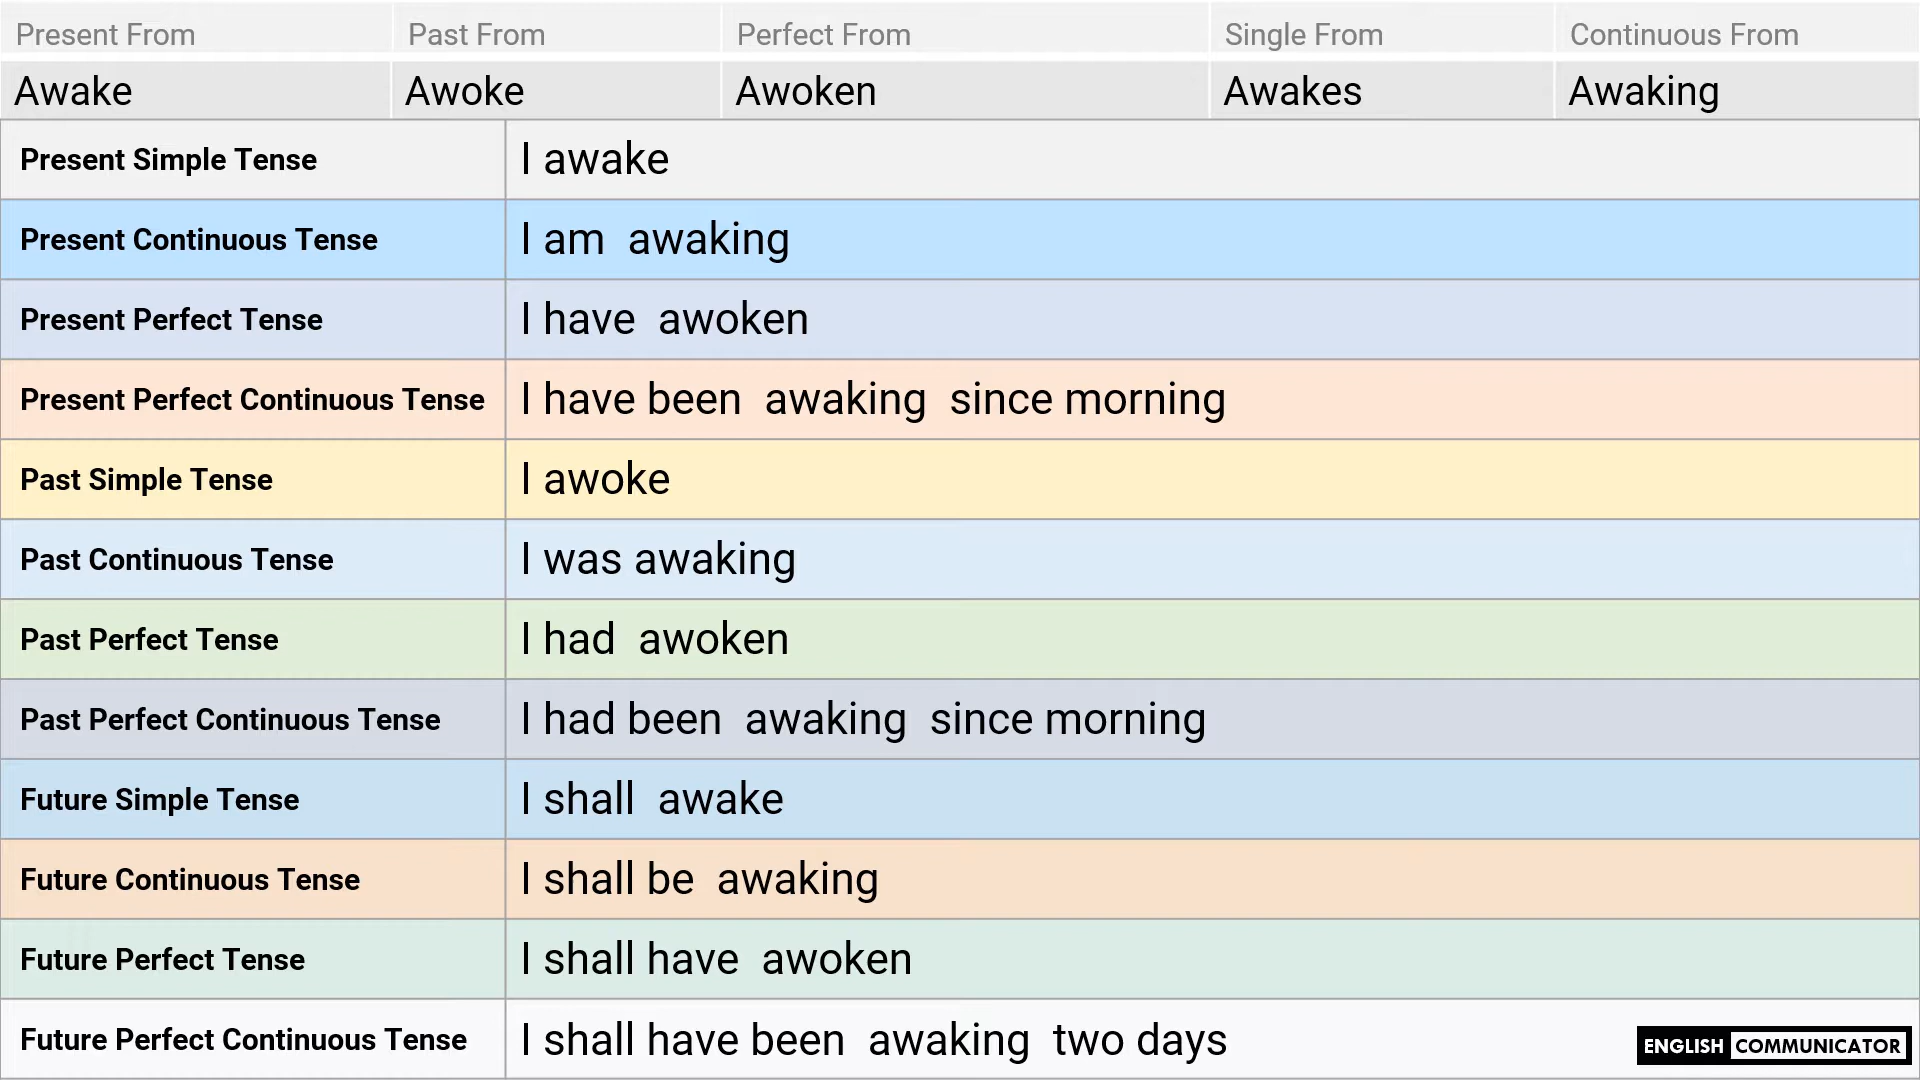 Present From Past From Perfect From Single From Continuous From
Awake Awoke Awoken Awakes Awaking
Present Simple Tense I awake
Present Continuous Tense I am awaking
Present Perfect Tense I have awoken
Present Perfect Continuous Tense I have been awaking since morning
Past Simple Tense I awoke
Past Continuous Tense I was awaking
Past Perfect Tense I had awoken
Past Perfect Continuous Tense I had been awaking since morning
Future Simple Tense I shall awake
Future Continuous Tense I shall be awaking
Future Perfect Tense I shall have awoken
Future Perfect Continuous Tense I shall have been awaking two days
ENGLISH COMMUNICATOR